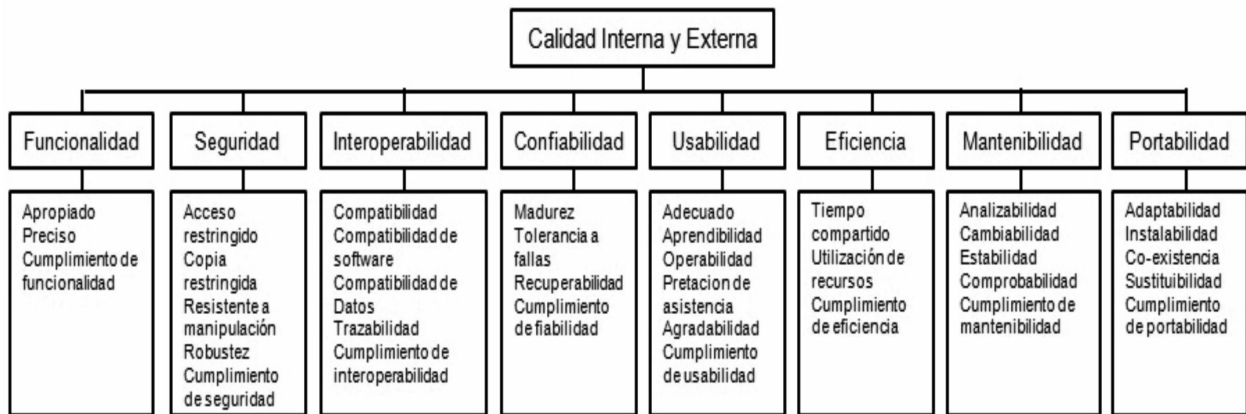 Calidad Interna y Externa
Funcionalidad
Seguridad
Interoperabilidad
Confiabilidad
Usabilidad
Eficiencia
Mantenibilidad
Portabilidad
Apropiado
Preciso
Cumplimiento de
funcionalidad
Acceso
restringido
Copia
restringida
Resistente a
manipulación
Robustez
Cumplimiento
de seguridad
Compatibilidad
Compatibilidad de
software
Compatibilidad de
Datos
Trazabilidad
Cumplimiento de
interoperabilidad
Madurez
Tolerancia a
fallas
Recuperabilidad
Cumplimiento
de fiabilidad
Adecuado
Aprendibilidad
Operabilidad
Pretacion de
asistencia
Agradabilidad
Cumplimiento
de usabilidad
Tiempo
compartido
Utilización de
recursos
Cumplimiento
de eficiencia
Analizabilidad
Cambiabilidad
Estabilidad
Comprobabilidad
Cumplimiento de
mantenibilidad
Adaptabilidad
Instalabilidad
Co-existencia
Sustituibilidad
Cumplimiento
de portabilidad